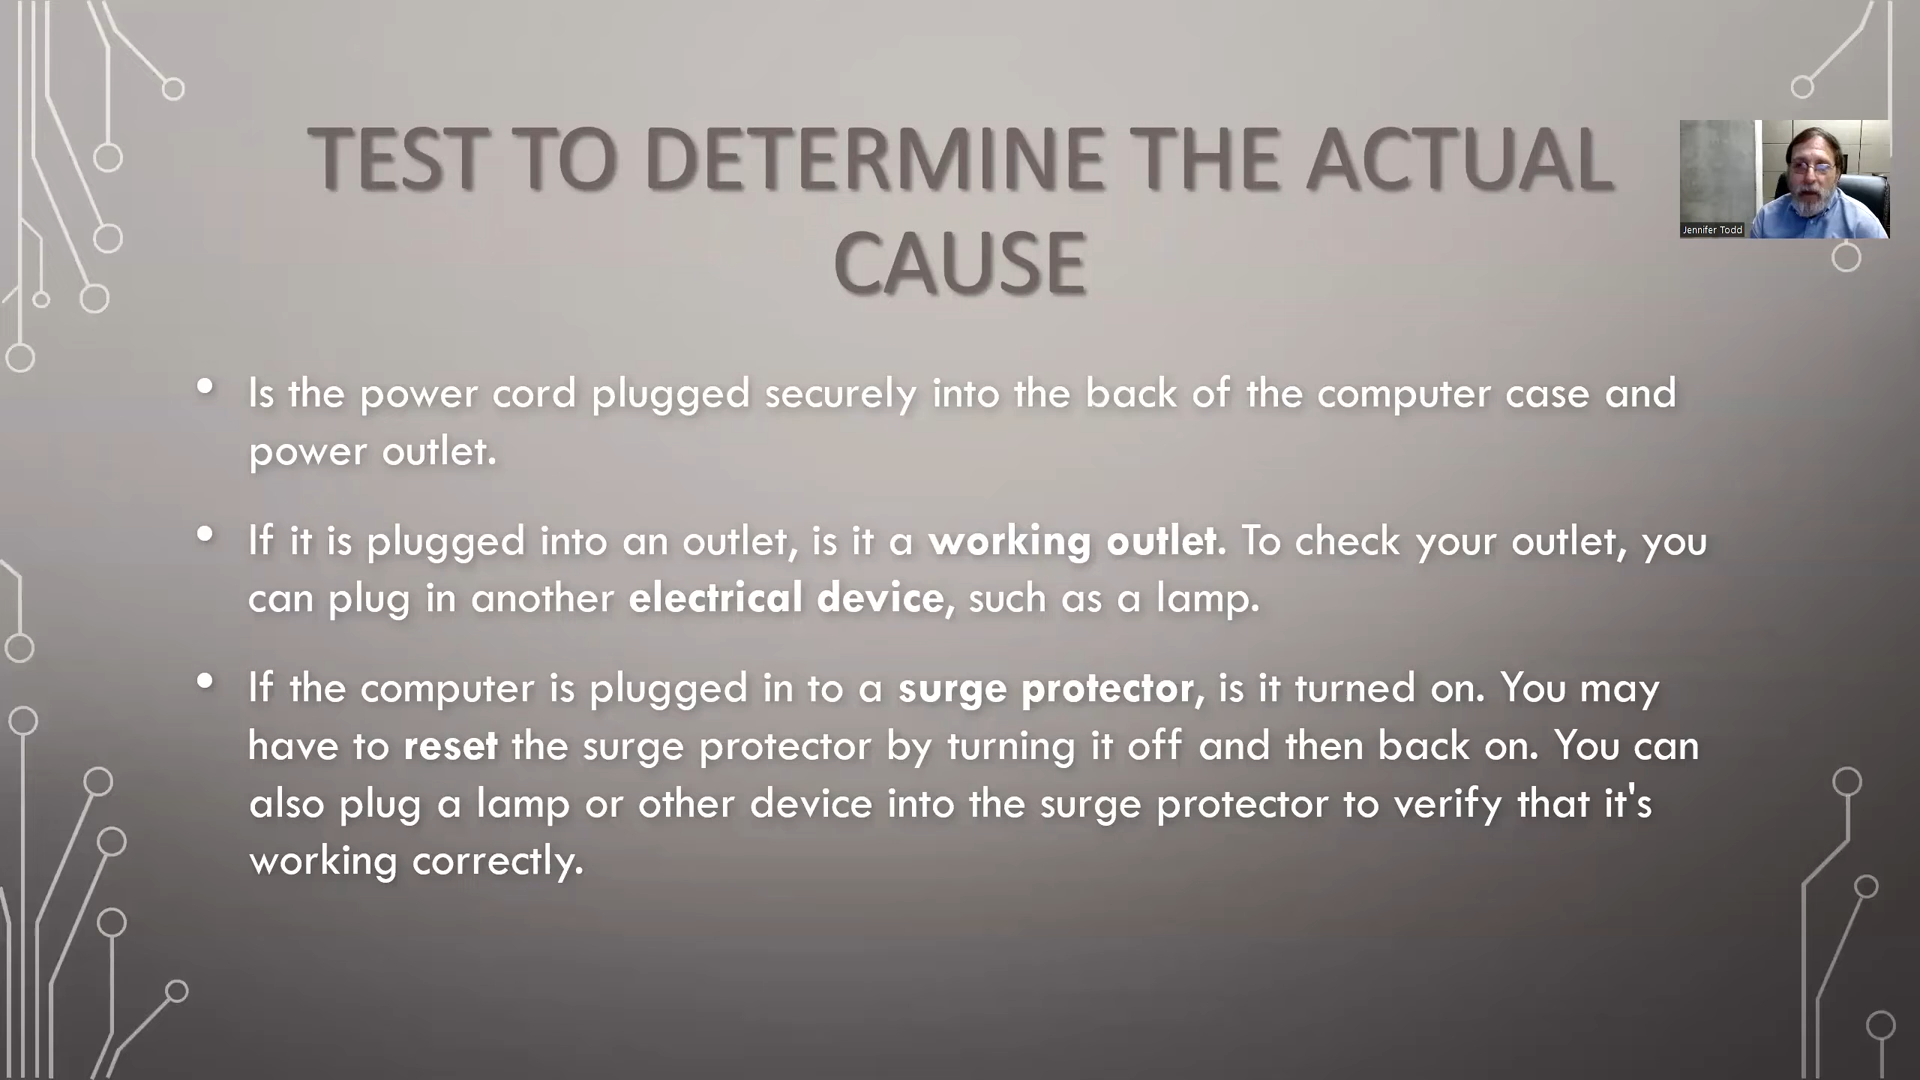 TEST TO DETERMINE THE ACTUAL
CAUSE
Jennifer Todd
• Is the power cord plugged securely into the back of the computer case and
power outlet.
• If it is plugged into an outlet, is it a working outlet. To check your outlet, you
can plug in another electrical device, such as a lamp.
• If the computer is plugged in to a surge protector, is it turned on. You may
have to reset the surge protector by turning it off and then back on. You can
also plug a lamp or other device into the surge protector to verify that it's
working correctly.